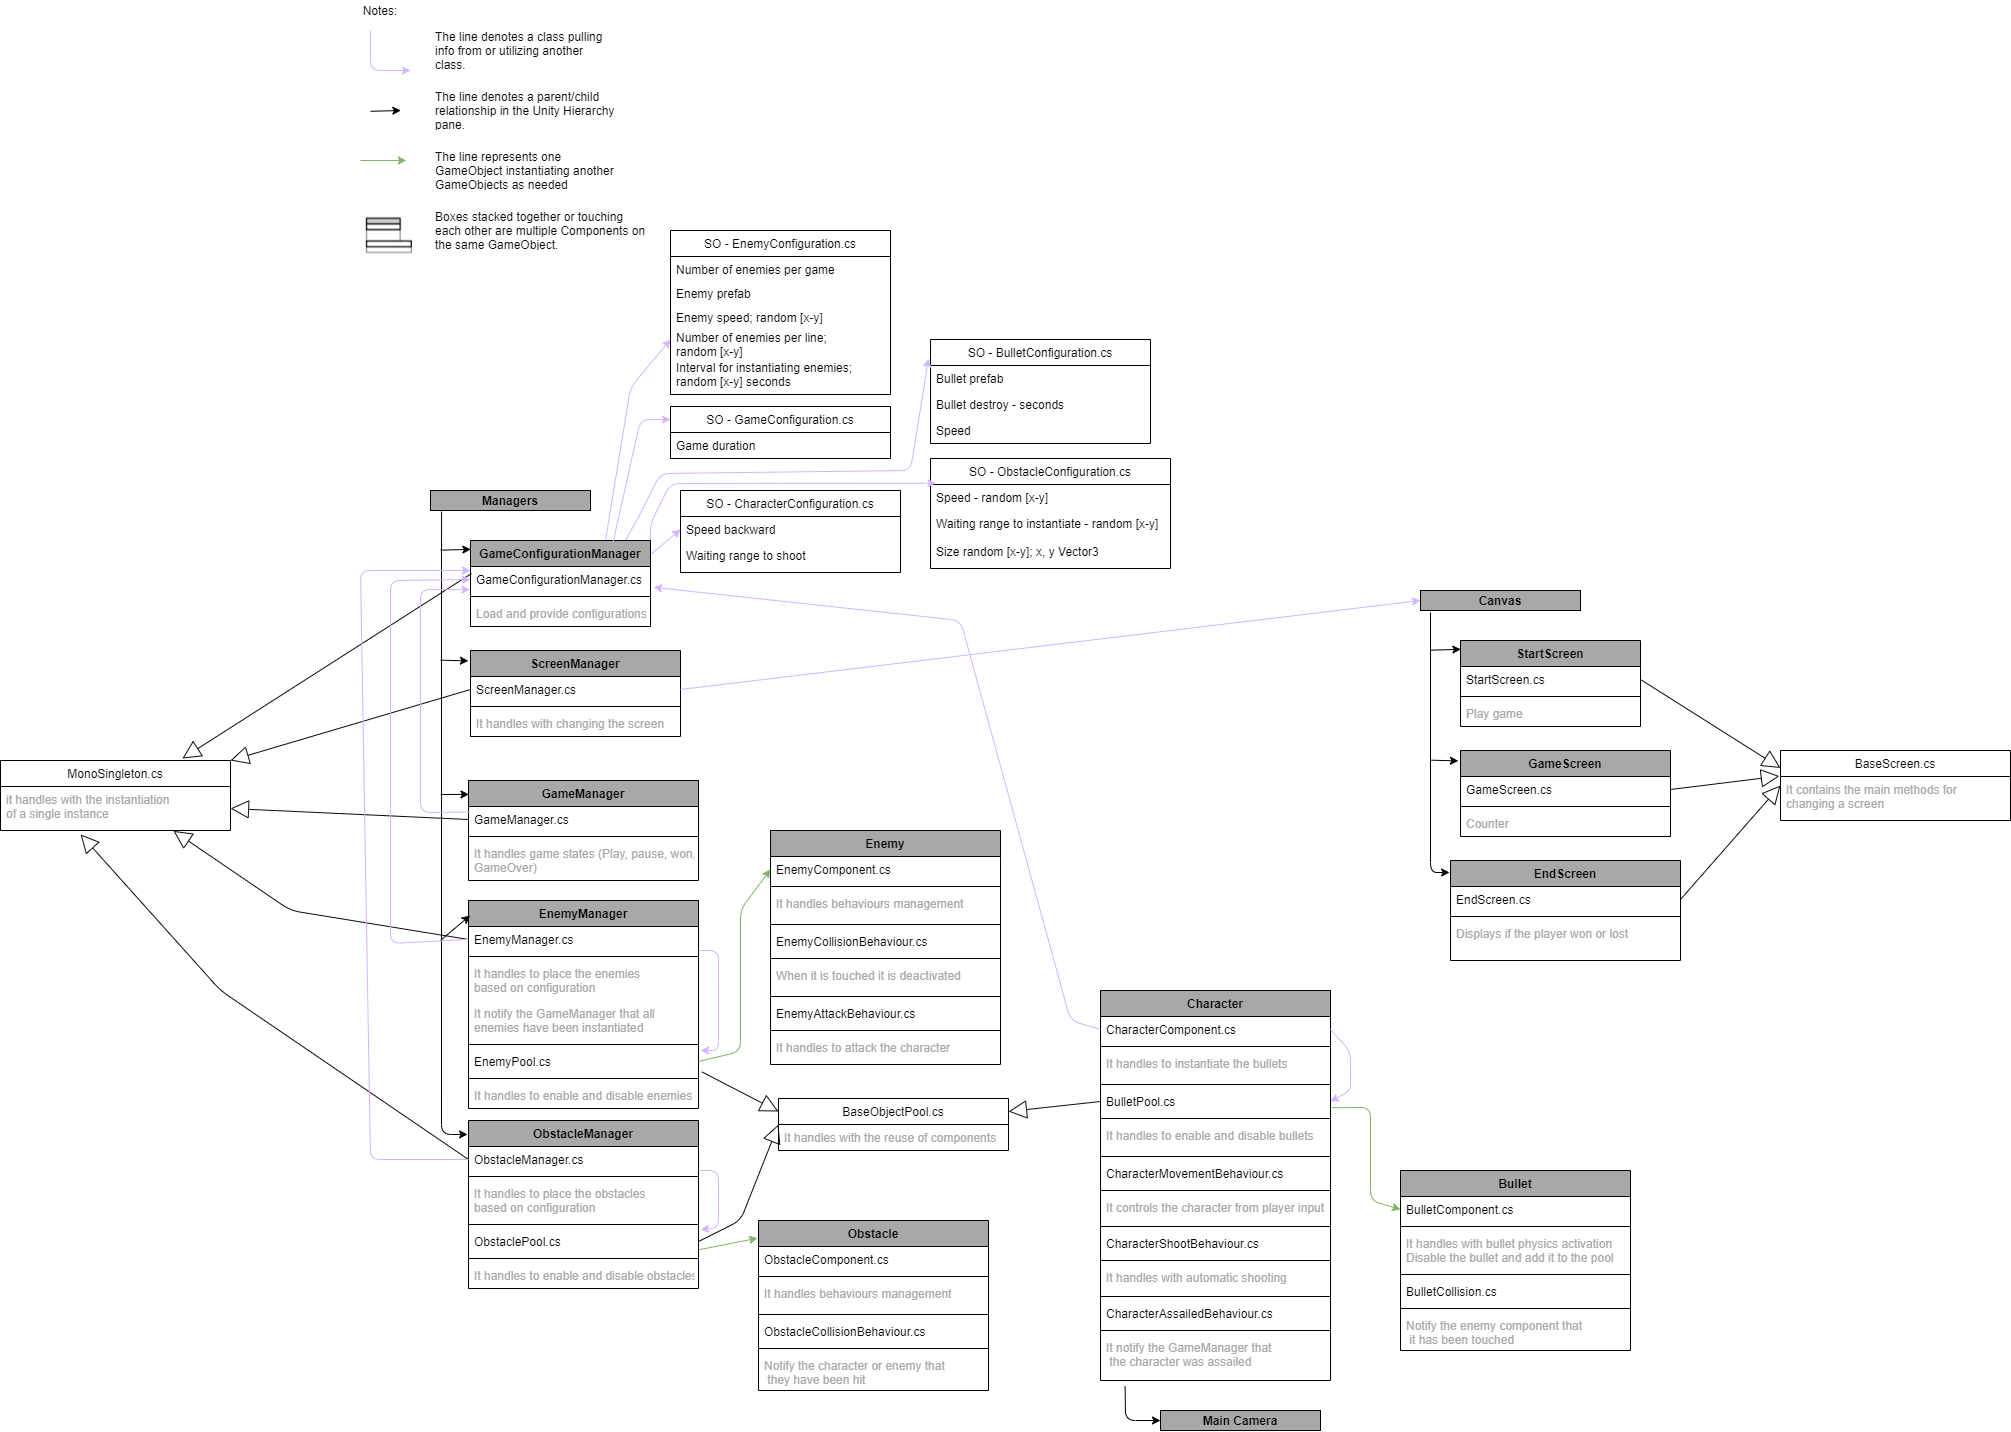 Notes:
The line denotes a class pulling
info from or utilizing another
class.
The line denotes a parent/child
relationship in the Unity Hierarchy
pane.
The line represents one
GameObject instantiating another
GameObjects as needed
Boxes stacked together or touching
each other are multiple Components on
the same GameObject.
SO - EnemyConfiguration.cs
Number of enemies per game
Enemy prefab
Enemy speed; random [x-y]
Number of enemies per line;
random [x-y]
Interval for instantiating enemies;
random [x-y] seconds
SO - GameConfiguration.cs
Game duration
SO - BulletConfiguration.cs
Bullet prefab
Bullet destroy - seconds
Speed
SO - ObstacleConfiguration.cs
Speed - random [x-y]
Waiting range to instantiate - random [x-y]
Size random [x-y]; x, y Vector3
SO - CharacterConfiguration.cs
Speed backward
Waiting range to shoot
Managers
GameConfigurationManager
GameConfigurationManager.cs
Load and provide configurations
ScreenManager
ScreenManager.cs
It handles with changing the screen
MonoSingleton.cs
it handles with the instantiation
of a single instance
GameManager
GameManager.cs
It handles game states (Play, pause, won,
GameOver)
EnemyManager
EnemyManager.cs
It handles to place the enemies
based on configuration
It notify the GameManager that all
enemies have been instantiated
EnemyPool.cs
It handles to enable and disable enemies
ObstacleManager
ObstacleManager.cs
It handles to place the obstacles
based on configuration
ObstaclePool.cs
It handles to enable and disable obstacles
Enemy
EnemyComponent.cs
It handles behaviours management
EnemyCollisionBehaviour.cs
When it is touched it is deactivated
EnemyAttackBehaviour.cs
It handles to attack the character
BaseObjectPool.cs
It handles with the reuse of components
Obstacle
ObstacleComponent.cs
It handles behaviours management
ObstacleCollisionBehaviour.cs
Notify the character or enemy that
they have been hit
Character
CharacterComponent.cs
It handles to instantiate the bullets
BulletPool.cs
It handles to enable and disable bullets
CharacterMovementBehaviour.cs
It controls the character from player input
CharacterShootBehaviour.cs
It handles with automatic shooting
CharacterAssailedBehaviour.cs
It notify the GameManager that
the character was assailed
Main Camera
Bullet
BulletComponent.cs
It handles with bullet physics activation
Disable the bullet and add it to the pool
BulletCollision.cs
Notify the enemy component that
it has been touched
Canvas
StartScreen
StartScreen.cs
Play game
GameScreen
GameScreen.cs
Counter
EndScreen
EndScreen.cs
Displays if the player won or lost
BaseScreen.cs
It contains the main methods for
changing a screen